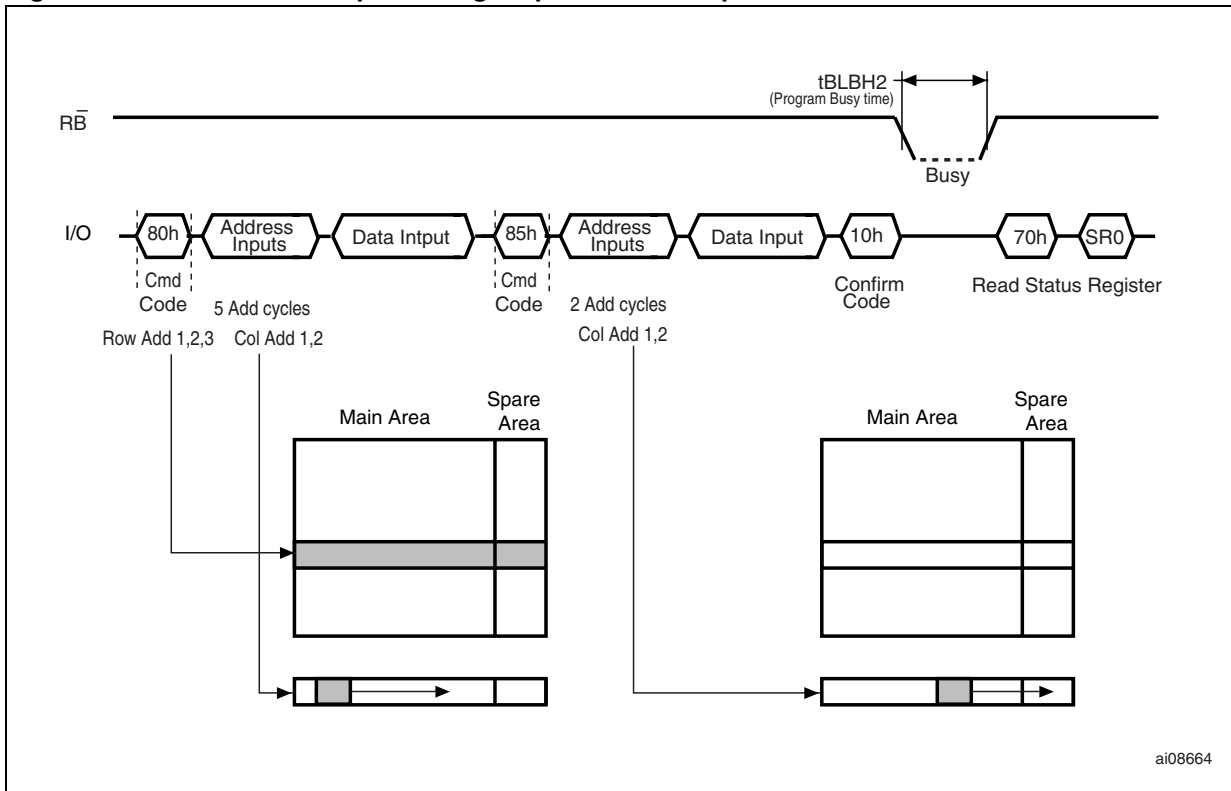 tBLBH2
(Program Busy time)
RB̅
Busy
I/O
80h
Address
Inputs
Data Intput
85h
Address
Inputs
Data Input
10h
70h
SR0
Cmd
Code
Cmd
Code
Confirm
Code
Read Status Register
5 Add cycles
2 Add cycles
Row Add 1,2,3
Col Add 1,2
Col Add 1,2
Main Area
Spare
Area
Main Area
Spare
Area
ai08664